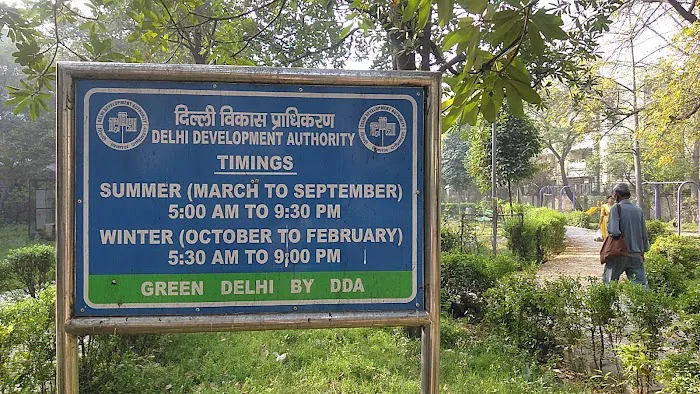 दिल्ली विकास प्राधिकरण
DELHI DEVELOPMENT AUTHORITY
TIMINGS
SUMMER (MARCH TO SEPTEMBER)
5:00 AM TO 9:30 PM
WINTER (OCTOBER TO FEBRUARY)
5:30 AM TO 9:00 PM
GREEN DELHI BY DDA